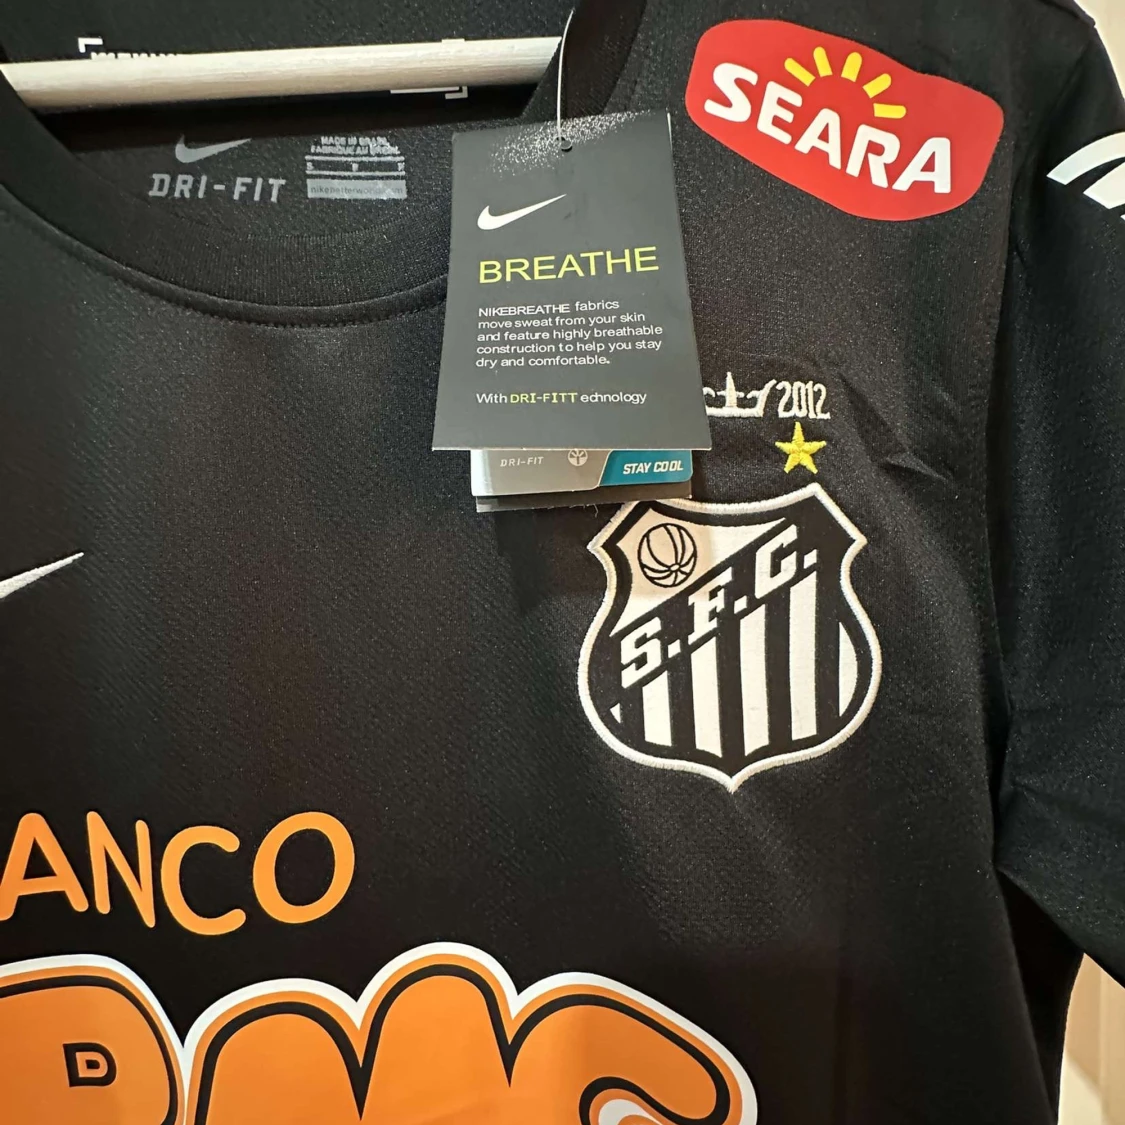 SEARA
MADE IN BRAZIL
DRI-FIT
BREATHE
NIKEBREATHE fabrics
move sweat from your skin
and feature highly breathable
construction to help you stay
dry and comfortable.
With DRI-FITT echnology
2012
DRI-FIT
STAY COOL
S.F.C.
ANCO
BMG